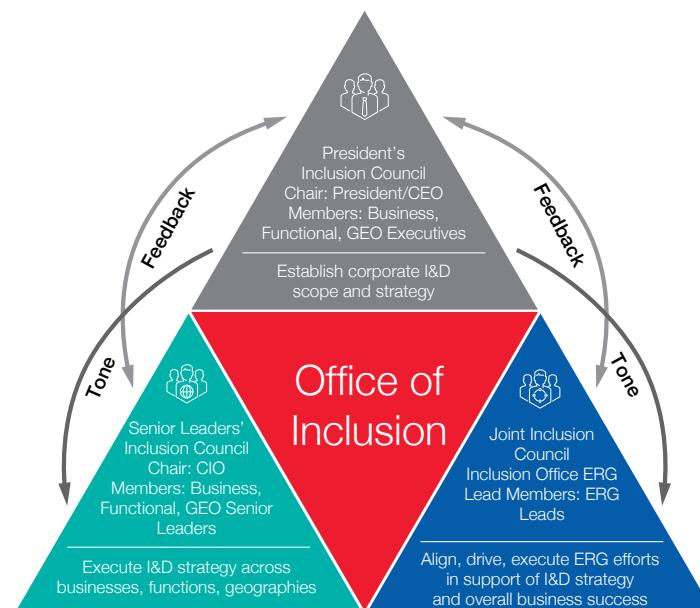 President's
Inclusion Council
Chair: President/CEO
Members: Business,
Functional, GEO Executives
Establish corporate I&D
scope and strategy
Feedback
Feedback
Tone
Tone
Office of
Inclusion
Senior Leaders'
Inclusion Council
Chair: CIO
Members: Business,
Functional, GEO Senior
Leaders
Execute I&D strategy across
businesses, functions, geographies
Joint Inclusion
Council
Inclusion Office ERG
Lead Members: ERG
Leads
Align, drive, execute ERG efforts
in support of I&D strategy
and overall business success